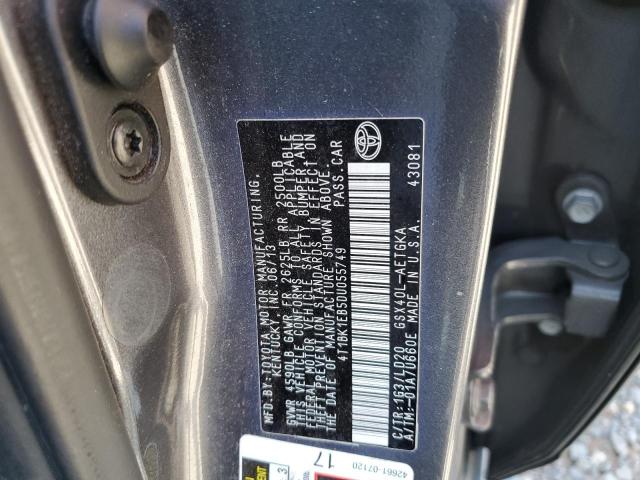 MFD.BY:TOYOTA MOTOR MANUFACTURING,
KENTUCKY, INC. 06/13
GVWR 4590LB GAWR FR 2625LB RR 2500LB
THIS VEHICLE CONFORMS TO ALL APPLICABLE
FEDERAL MOTOR VEHICLE SAFETY, BUMPER, AND
THEFT PREVENTION STANDARDS IN EFFECT ON
THE DATE OF MANUFACTURE SHOWN ABOVE.
4T1BK1EB5DU055749 PASS.CAR
C/TR:1G3/LD20 GSX40L-AETGKA
A/TM:-01A/U660E MADE IN U.S.A. 43081
42661-07120
17